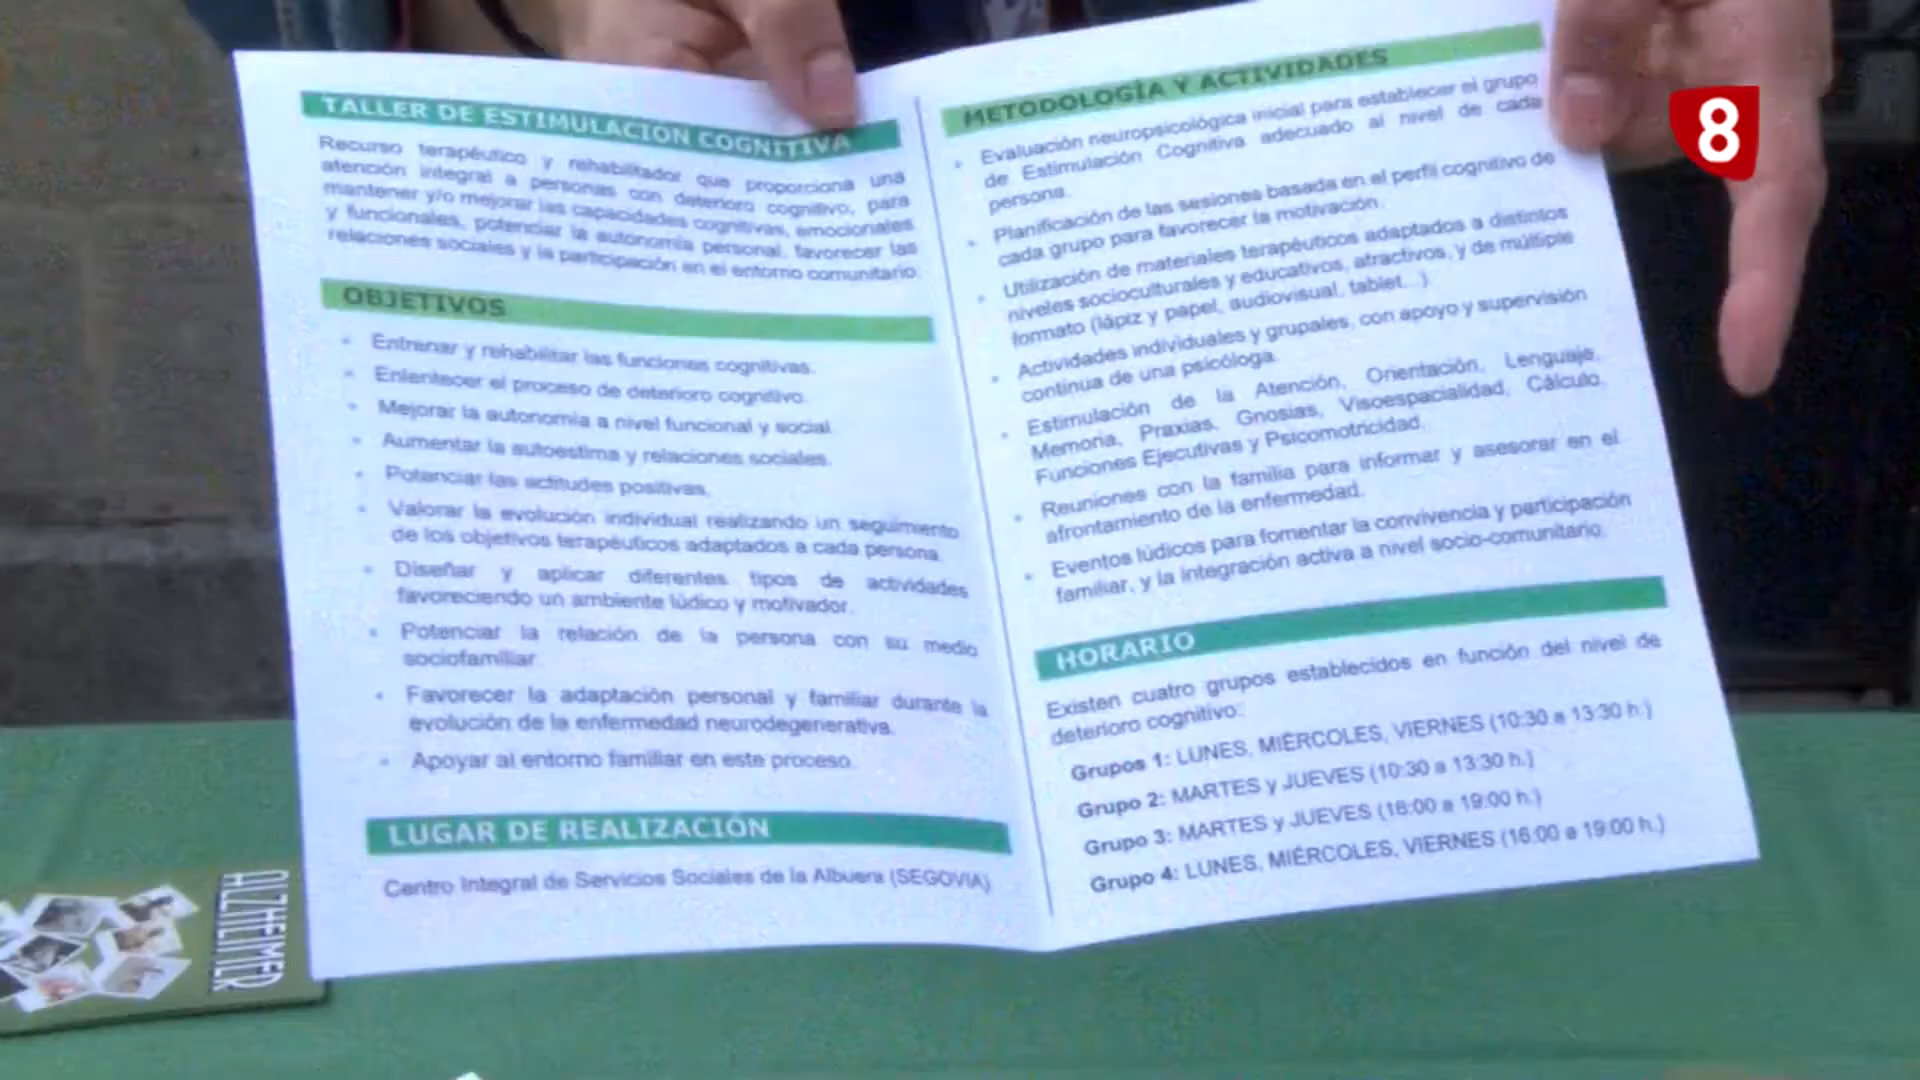 TALLER DE ESTIMULACIÓN COGNITIVA
Recurso terapéutico y rehabilitador que proporciona una
atención integral a personas con deterioro cognitivo, para
mantener y/o mejorar las capacidades cognitivas, emocionales
y funcionales, potenciar la autonomía personal, favorecer las
relaciones sociales y la participación en el entorno comunitario
OBJETIVOS
Entrenar y rehabilitar las funciones cognitivas.
Enlentecer el proceso de deterioro cognitivo.
Mejorar la autonomía a nivel funcional y social.
Aumentar la autoestima y relaciones sociales.
Potenciar las actitudes positivas.
Valorar la evolución individual realizando un seguimiento
de los objetivos terapéuticos adaptados a cada persona.
Diseñar y aplicar diferentes tipos de actividades
favoreciendo un ambiente lúdico y motivador.
Potenciar la relación de la persona con su medio
sociofamiliar.
Favorecer la adaptación personal y familiar durante la
evolución de la enfermedad neurodegenerativa.
Apoyar al entorno familiar en este proceso.
LUGAR DE REALIZACIÓN
Centro Integral de Servicios Sociales de la Albuera (SEGOVIA)
METODOLOGÍA Y ACTIVIDADES
Evaluación neuropsicológica inicial para establecer el grupo
de Estimulación Cognitiva adecuado al nivel de cada
persona.
Planificación de las sesiones basada en el perfil cognitivo de
cada grupo para favorecer la motivación.
Utilización de materiales terapéuticos adaptados a distintos
niveles socioculturales y educativos, atractivos, y de múltiple
formato (lápiz y papel, audiovisual, tablet...).
Actividades individuales y grupales, con apoyo y supervisión
continua de una psicóloga.
Estimulación de la Atención, Orientación, Lenguaje,
Memoria, Praxias, Gnosias, Visoespacialidad, Cálculo,
Funciones Ejecutivas y Psicomotricidad.
Reuniones con la familia para informar y asesorar en el
afrontamiento de la enfermedad.
Eventos lúdicos para fomentar la convivencia y participación
familiar, y la integración activa a nivel socio-comunitario.
HORARIO
Existen cuatro grupos establecidos en función del nivel de
deterioro cognitivo:
Grupos 1: LUNES, MIÉRCOLES, VIERNES (10:30 a 13:30 h.)
Grupo 2: MARTES y JUEVES (10:30 a 13:30 h.)
Grupo 3: MARTES y JUEVES (16:00 a 19:00 h.)
Grupo 4: LUNES, MIÉRCOLES, VIERNES (16:00 a 19:00 h.)
8
ALZHEIMER